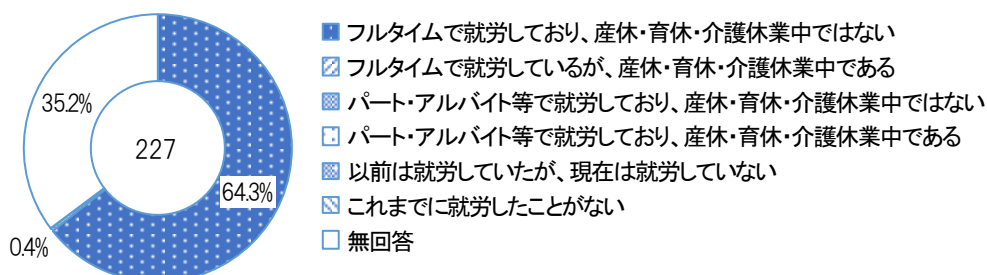 35.2%
227
64.3%
0.4%
フルタイムで就労しており、産休・育休・介護休業中ではない
フルタイムで就労しているが、産休・育休・介護休業中である
パート・アルバイト等で就労しており、産休・育休・介護休業中ではない
パート・アルバイト等で就労しており、産休・育休・介護休業中である
以前は就労していたが、現在は就労していない
これまでに就労したことがない
無回答